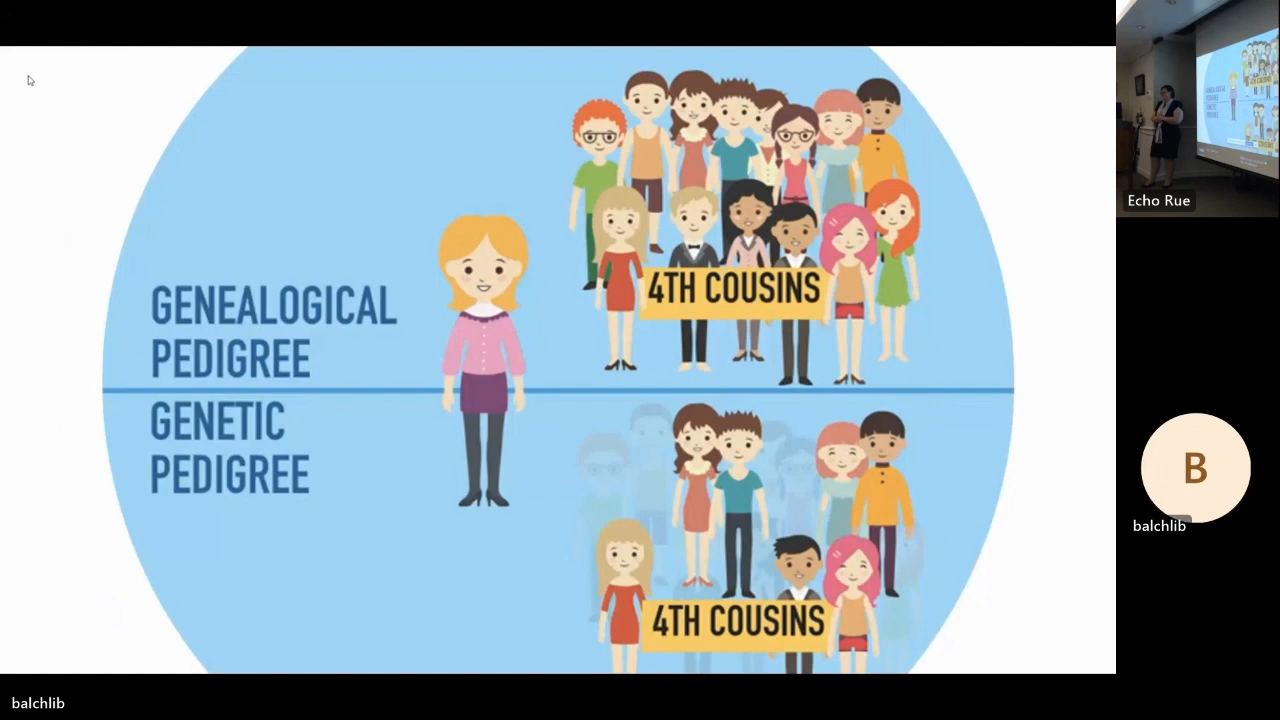 GENEALOGICAL
PEDIGREE
GENETIC
PEDIGREE
4TH COUSINS
4TH COUSINS
Echo Rue
B
balchlib
balchlib